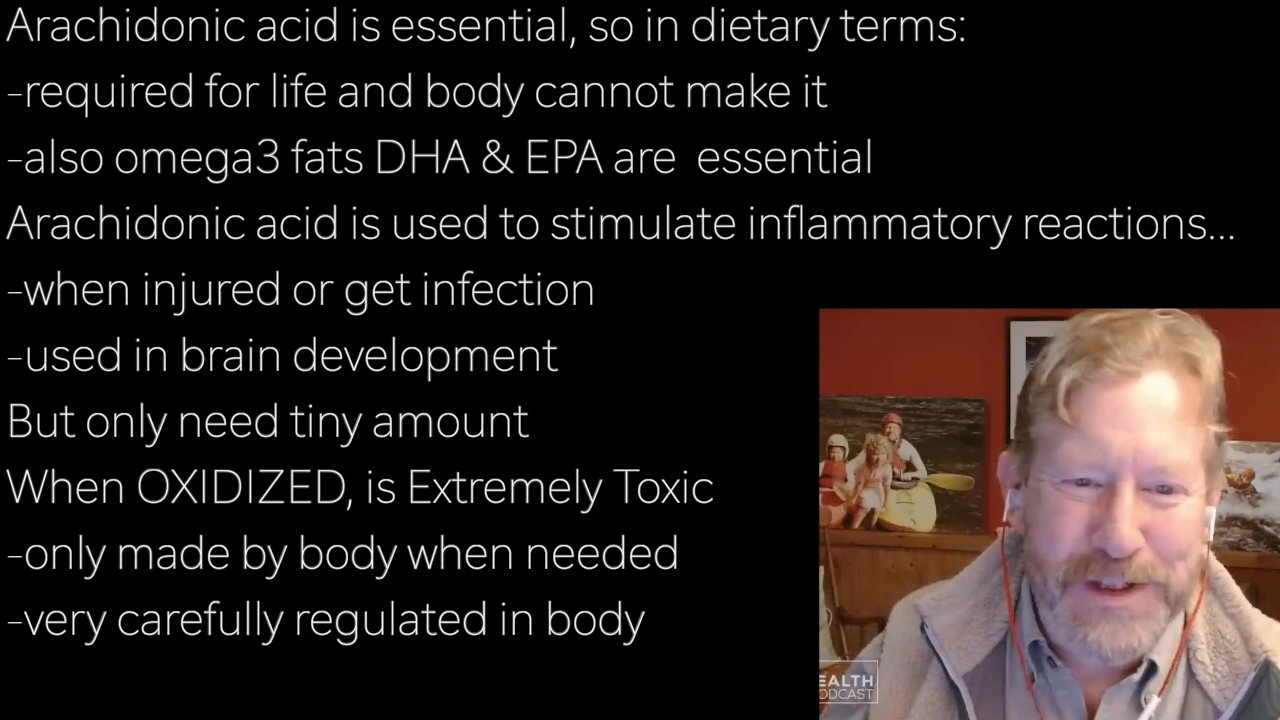 Arachidonic acid is essential, so in dietary terms:
-required for life and body cannot make it
-also omega3 fats DHA & EPA are essential
Arachidonic acid is used to stimulate inflammatory reactions...
-when injured or get infection
-used in brain development
But only need tiny amount
When OXIDIZED, is Extremely Toxic
-only made by body when needed
-very carefully regulated in body
EALTH
ODCAST